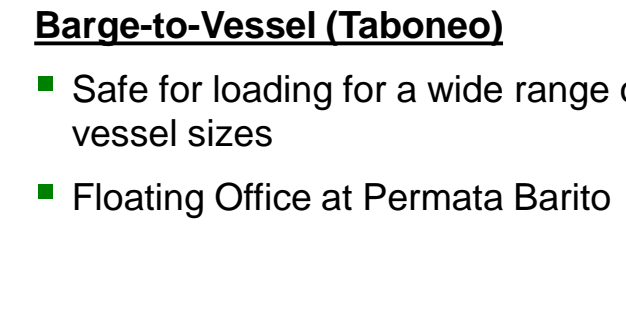 Barge-to-Vessel (Taboneo)
Safe for loading for a wide range
vessel sizes
Floating Office at Permata Barito